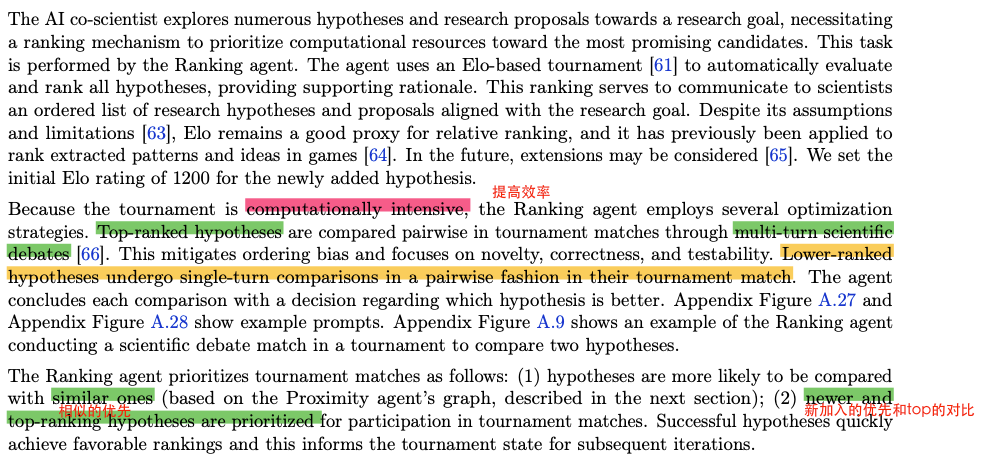 The AI co-scientist explores numerous hypotheses and research proposals towards a research goal, necessitating
a ranking mechanism to prioritize computational resources toward the most promising candidates. This task
is performed by the Ranking agent. The agent uses an Elo-based tournament [61] to automatically evaluate
and rank all hypotheses, providing supporting rationale. This ranking serves to communicate to scientists
an ordered list of research hypotheses and proposals aligned with the research goal. Despite its assumptions
and limitations [63], Elo remains a good proxy for relative ranking, and it has previously been applied to
rank extracted patterns and ideas in games [64]. In the future, extensions may be considered [65]. We set the
initial Elo rating of 1200 for the newly added hypothesis.
提高效率
Because the tournament is computationally intensive, the Ranking agent employs several optimization
strategies. Top-ranked hypotheses are compared pairwise in tournament matches through multi-turn scientific
debates [66]. This mitigates ordering bias and focuses on novelty, correctness, and testability. Lower-ranked
hypotheses undergo single-turn comparisons in a pairwise fashion in their tournament match. The agent
concludes each comparison with a decision regarding which hypothesis is better. Appendix Figure A.27 and
Appendix Figure A.28 show example prompts. Appendix Figure A.9 shows an example of the Ranking agent
conducting a scientific debate match in a tournament to compare two hypotheses.
The Ranking agent prioritizes tournament matches as follows: (1) hypotheses are more likely to be compared
with similar ones (based on the Proximity agent's graph, described in the next section); (2) newer and
相似的优先
新加入的优先和top的对比
top-ranking hypotheses are prioritized for participation in tournament matches. Successful hypotheses quickly
achieve favorable rankings and this informs the tournament state for subsequent iterations.